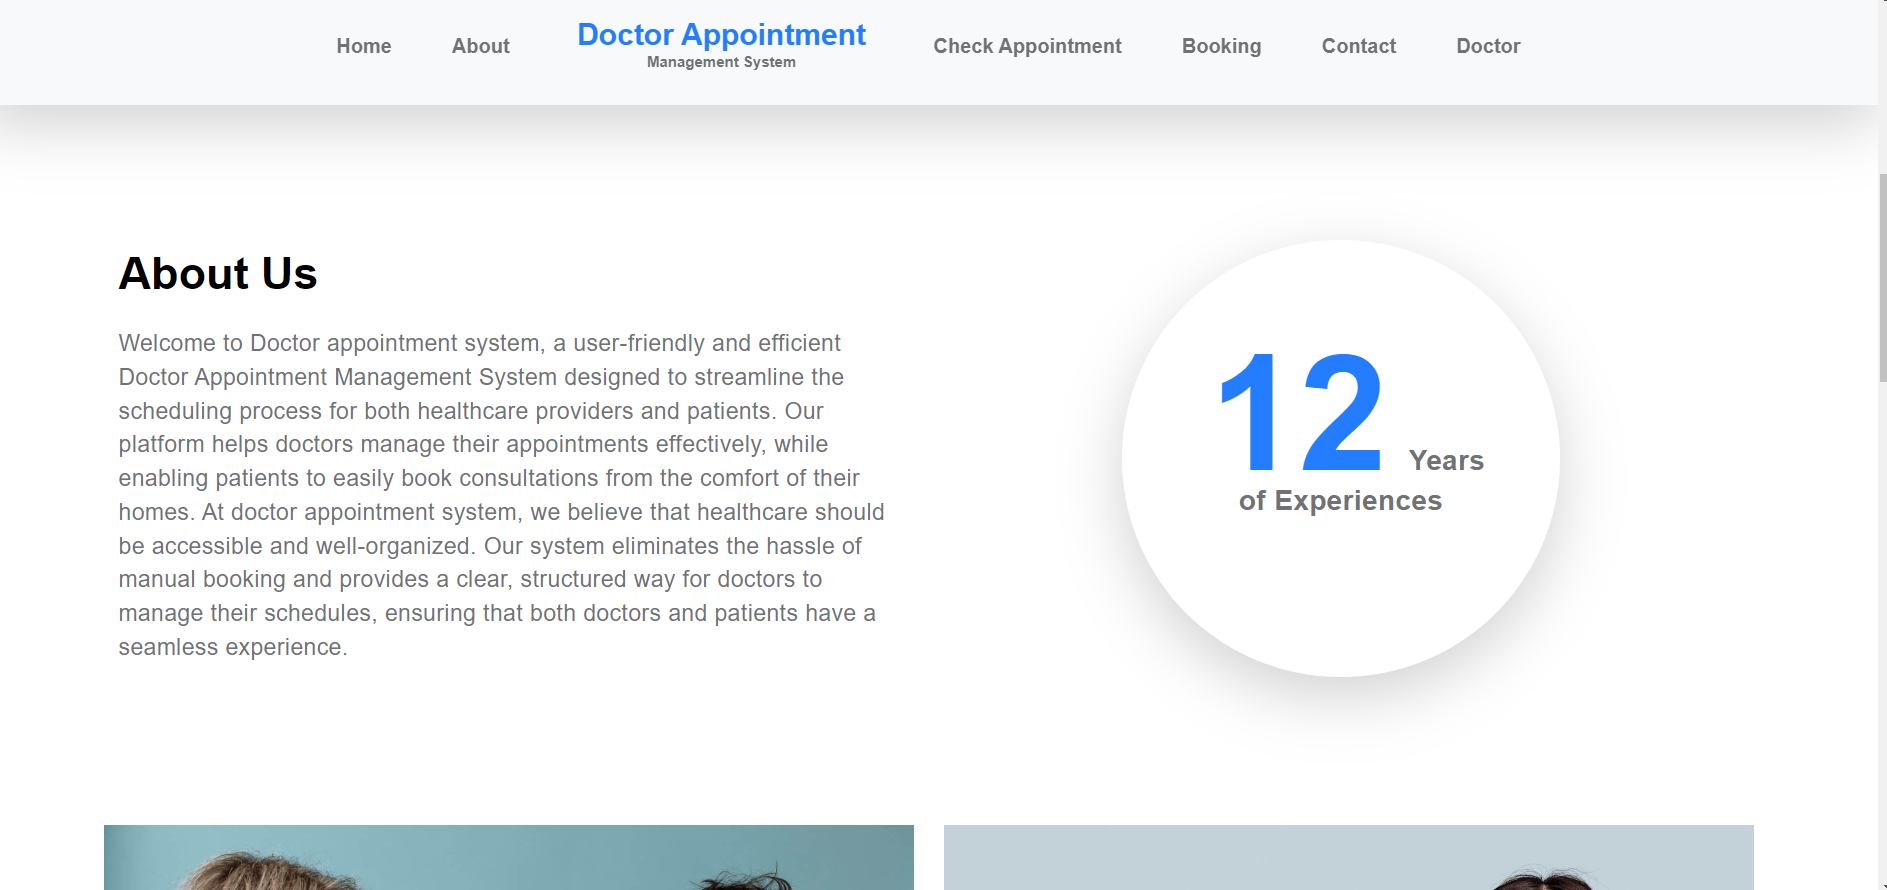 Home
About
Doctor Appointment
Management System
Check Appointment
Booking
Contact
Doctor
About Us
Welcome to Doctor appointment system, a user-friendly and efficient
Doctor Appointment Management System designed to streamline the
scheduling process for both healthcare providers and patients. Our
platform helps doctors manage their appointments effectively, while
enabling patients to easily book consultations from the comfort of their
homes. At doctor appointment system, we believe that healthcare should
be accessible and well-organized. Our system eliminates the hassle of
manual booking and provides a clear, structured way for doctors to
manage their schedules, ensuring that both doctors and patients have a
seamless experience.
12 Years
of Experiences